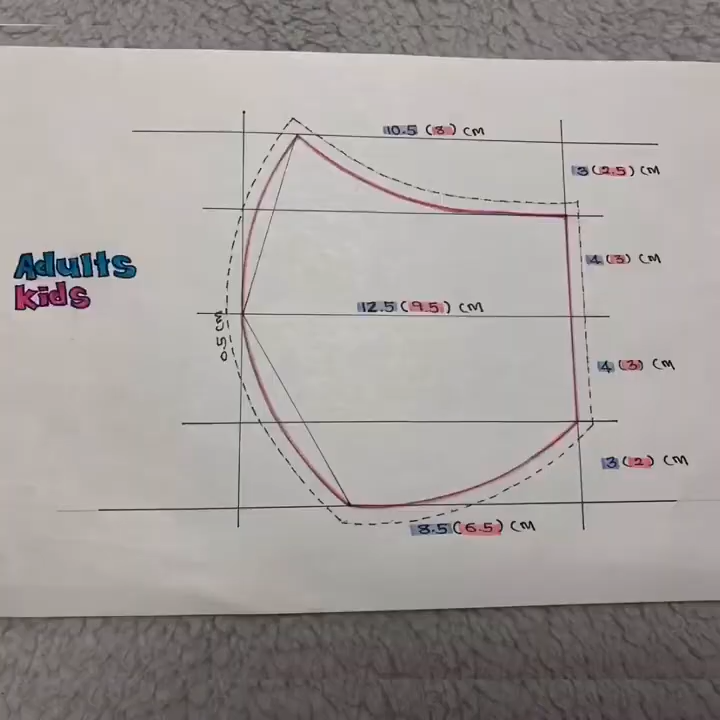 10.5 (8) CM
3 (2.5) CM
Adults
Kids
4 (3) CM
12.5 (9.5) CM
0.5 CM
4 (3) CM
3 (2) CM
8.5 (6.5) CM